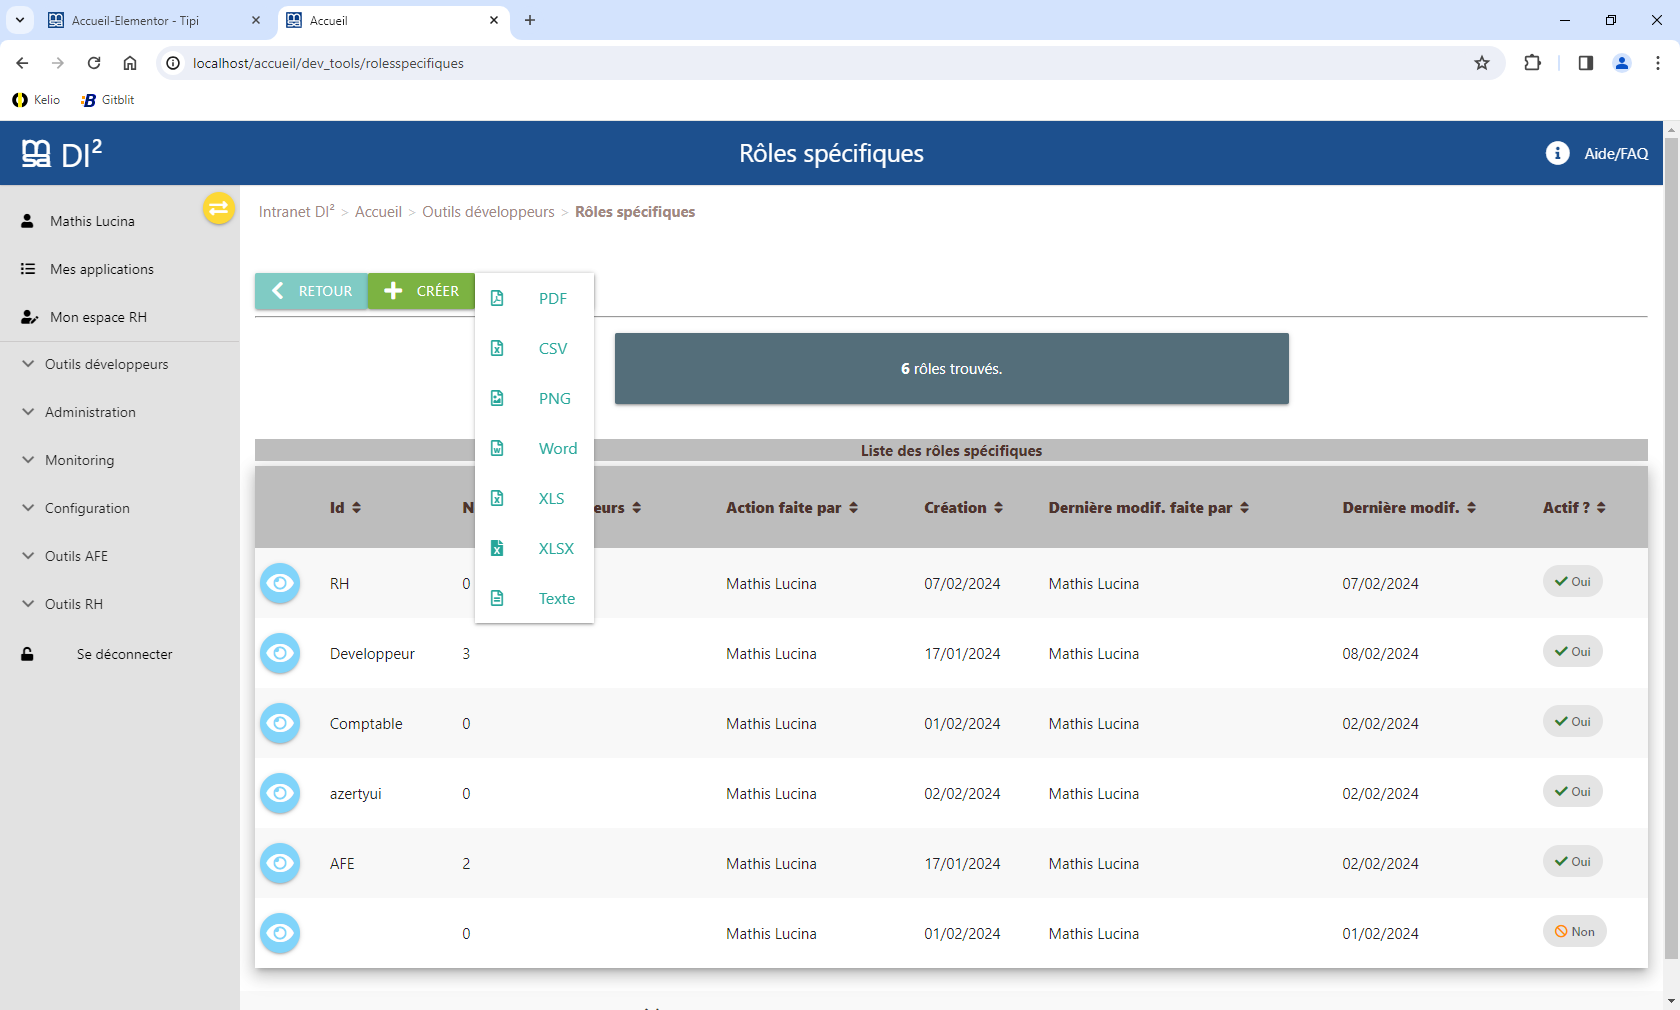 Accueil-Elementor - Tipi
Accueil
localhost/accueil/dev_tools/rolesspecifiques
Kelio
Gitblit
msa DI²
Rôles spécifiques
Aide/FAQ
Mathis Lucina
Mes applications
Mon espace RH
Outils développeurs
Administration
Monitoring
Configuration
Outils AFE
Outils RH
Se déconnecter
Intranet DI² > Accueil > Outils développeurs > Rôles spécifiques
RETOUR
CRÉER
PDF
CSV
PNG
Word
XLS
XLSX
Texte
6 rôles trouvés.
Liste des rôles spécifiques
Id N eurs Action faite par Création Dernière modif. faite par Dernière modif. Actif ?
RH 0 Mathis Lucina 07/02/2024 Mathis Lucina 07/02/2024 Oui
Developpeur 3 Mathis Lucina 17/01/2024 Mathis Lucina 08/02/2024 Oui
Comptable 0 Mathis Lucina 01/02/2024 Mathis Lucina 02/02/2024 Oui
azertyui 0 Mathis Lucina 02/02/2024 Mathis Lucina 02/02/2024 Oui
AFE 2 Mathis Lucina 17/01/2024 Mathis Lucina 02/02/2024 Oui
0 Mathis Lucina 01/02/2024 Mathis Lucina 01/02/2024 Non